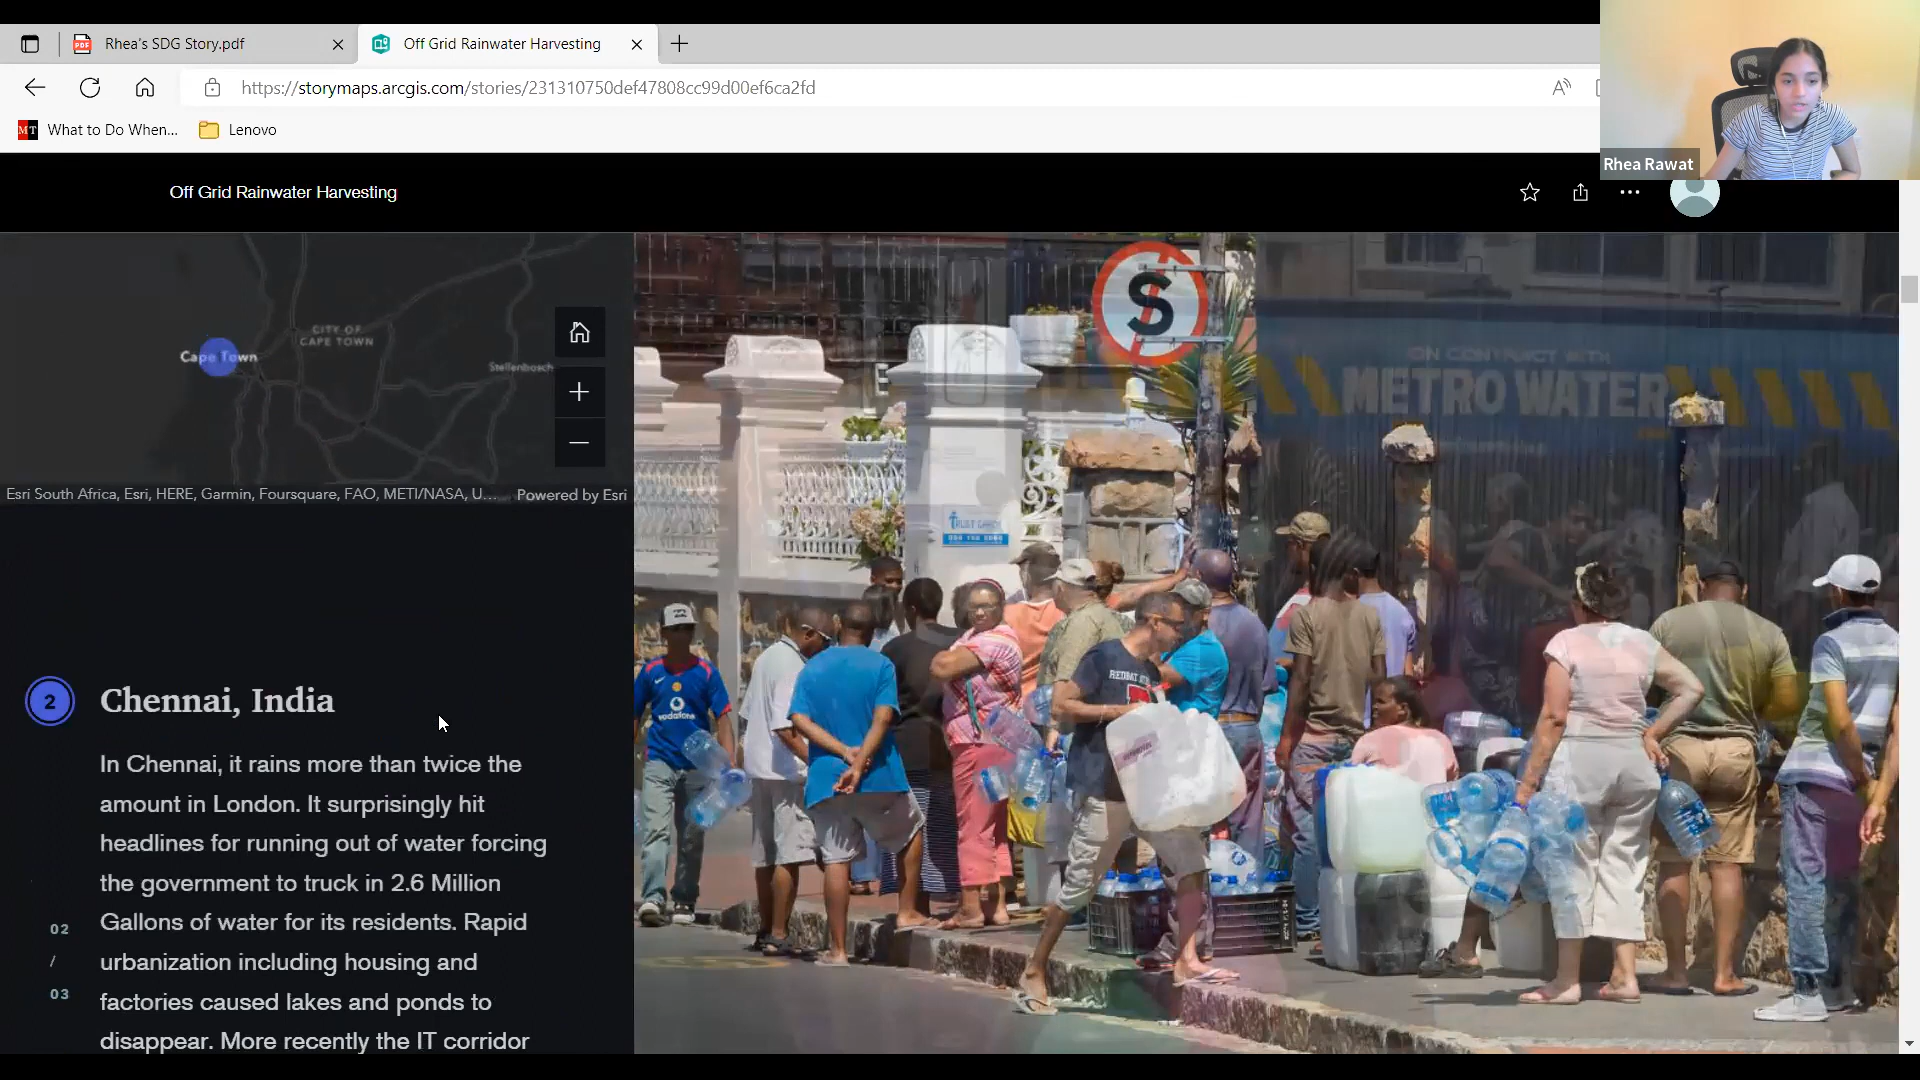 Rhea's SDG Story.pdf
Off Grid Rainwater Harvesting
https://storymaps.arcgis.com/stories/231310750def47808cc99d00ef6ca2fd
What to Do When...
Lenovo
Rhea Rawat
Off Grid Rainwater Harvesting
Cape Town
CITY OF
CAPE TOWN
Stellenbosch
Esri South Africa, Esri, HERE, Garmin, Foursquare, FAO, METI/NASA, U...
Powered by Esri
S
ON CONTRACT WITH
METRO WATER
vodafone
2
Chennai, India
In Chennai, it rains more than twice the
amount in London. It surprisingly hit
headlines for running out of water forcing
the government to truck in 2.6 Million
Gallons of water for its residents. Rapid
urbanization including housing and
factories caused lakes and ponds to
disappear. More recently the IT corridor
02
/
03